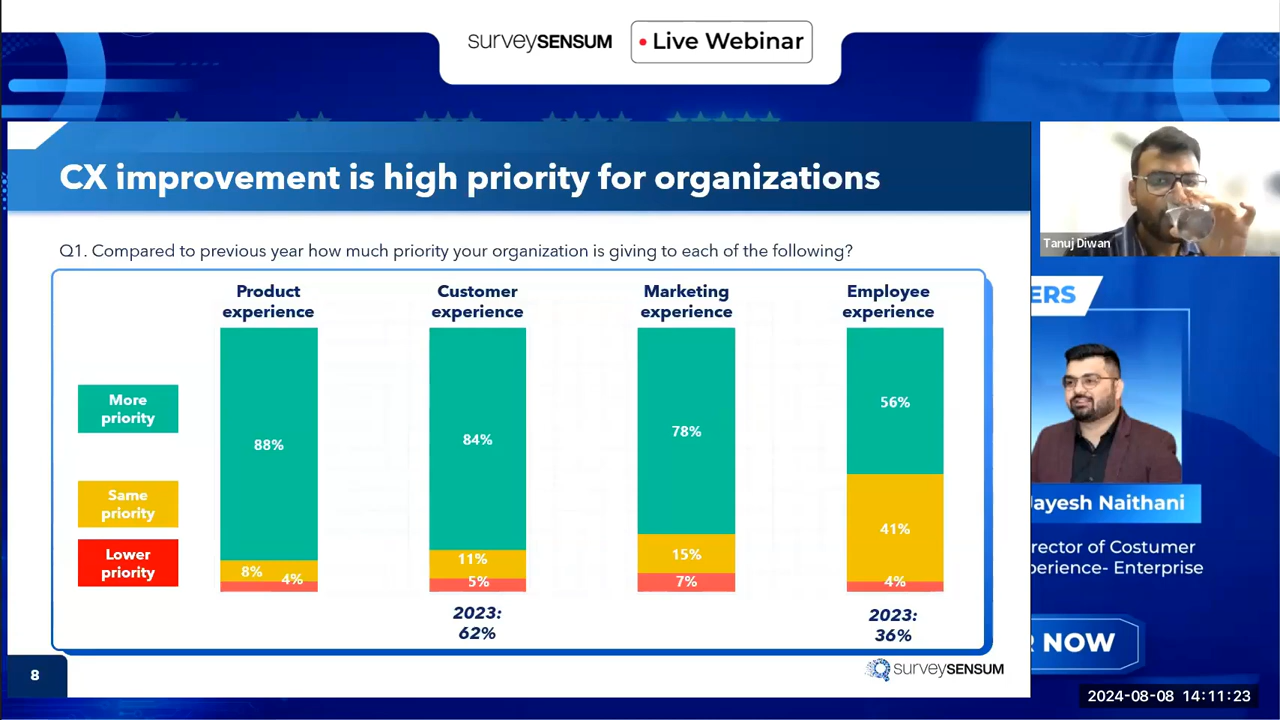 surveySENSUM
Live Webinar
CX improvement is high priority for organizations
Q1. Compared to previous year how much priority your organization is giving to each of the following?
Product
experience
Customer
experience
Marketing
experience
Employee
experience
More
priority
Same
priority
Lower
priority
88%
8%
4%
84%
11%
5%
78%
15%
7%
56%
41%
4%
2023:
62%
2023:
36%
8
surveySENSUM
Tanuj Diwan
ERS
Jayesh Naithani
rector of Costumer
perience- Enterprise
R NOW
2024-08-08 14:11:23